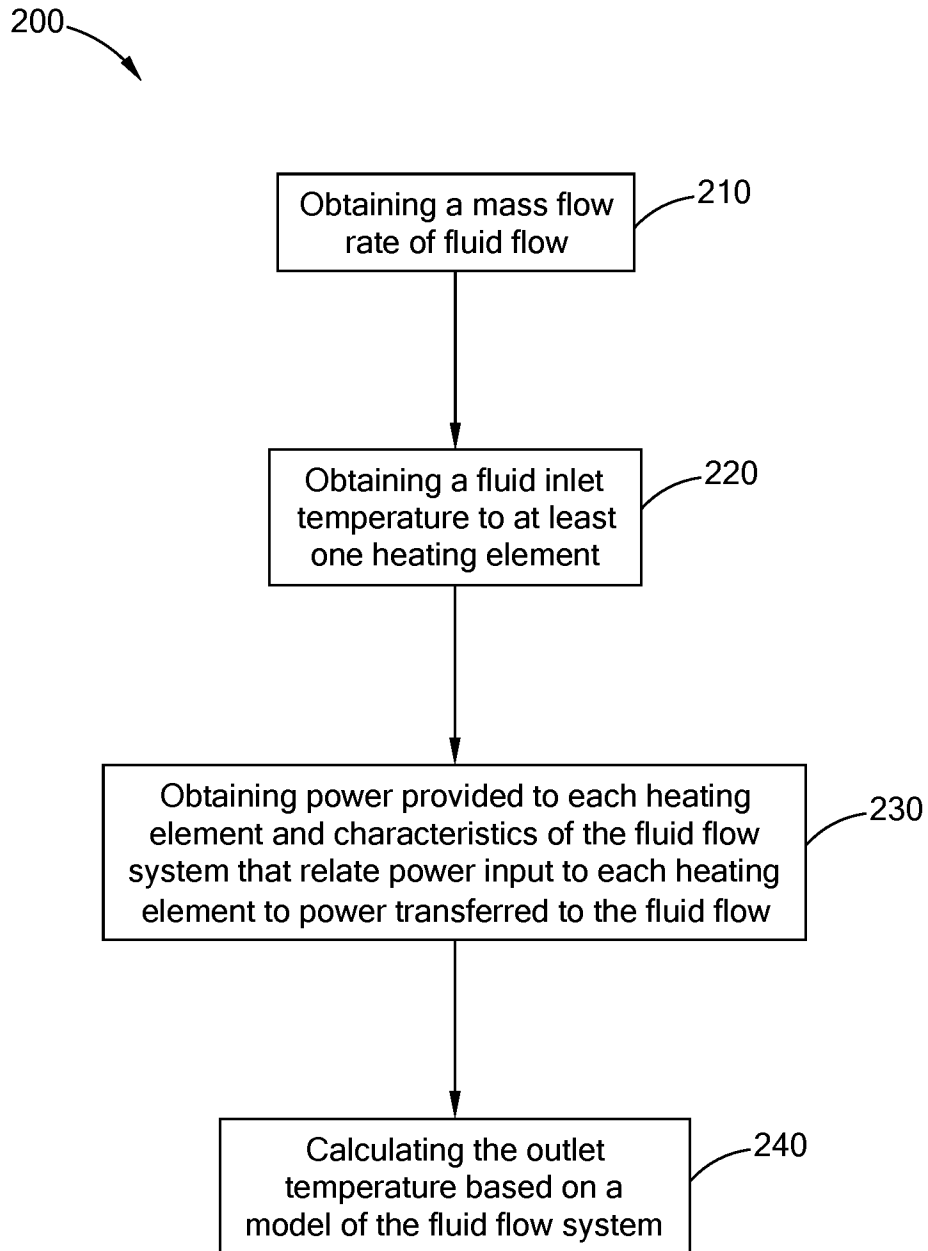 200
Obtaining a mass flow
rate of fluid flow
210
Obtaining a fluid inlet
temperature to at least
one heating element
220
Obtaining power provided to each heating
element and characteristics of the fluid flow
system that relate power input to each heating
element to power transferred to the fluid flow
230
Calculating the outlet
temperature based on a
model of the fluid flow system
240